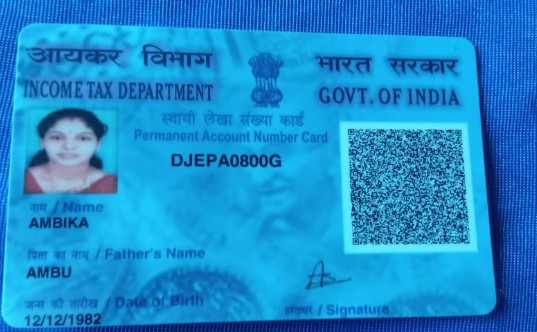 आयकर विभाग
भारत सरकार
INCOME TAX DEPARTMENT
GOVT. OF INDIA
स्थायी लेखा संख्या कार्ड
Permanent Account Number Card
DJEPA0800G
नाम / Name
AMBIKA
पिता का नाम / Father's Name
AMBU
जन्म की तारीख / Date of Birth
12/12/1982
हस्ताक्षर / Signature